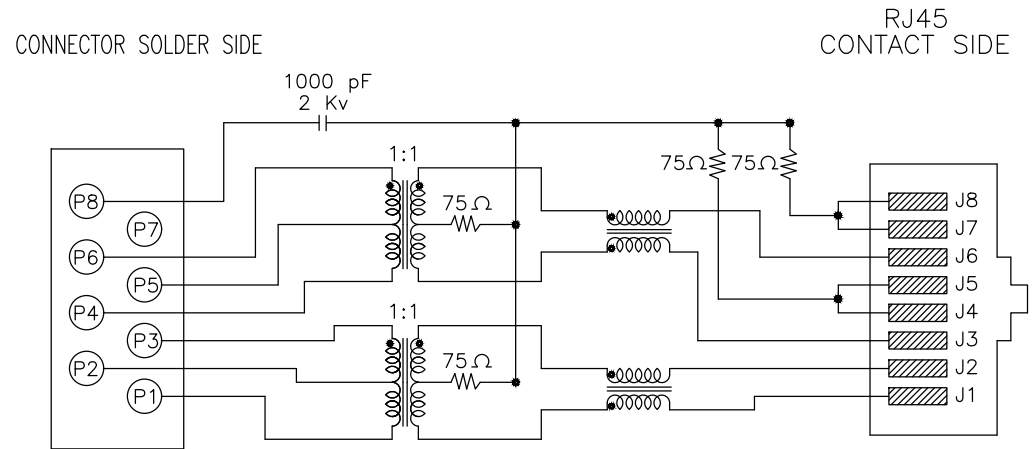 RJ45
CONNECTOR SOLDER SIDE
CONTACT SIDE
1000 pF
2 Kv
1:1
75Ω
75Ω
75Ω
P8
P7
P6
P5
P4
P3
P2
P1
1:1
75Ω
J8
J7
J6
J5
J4
J3
J2
J1